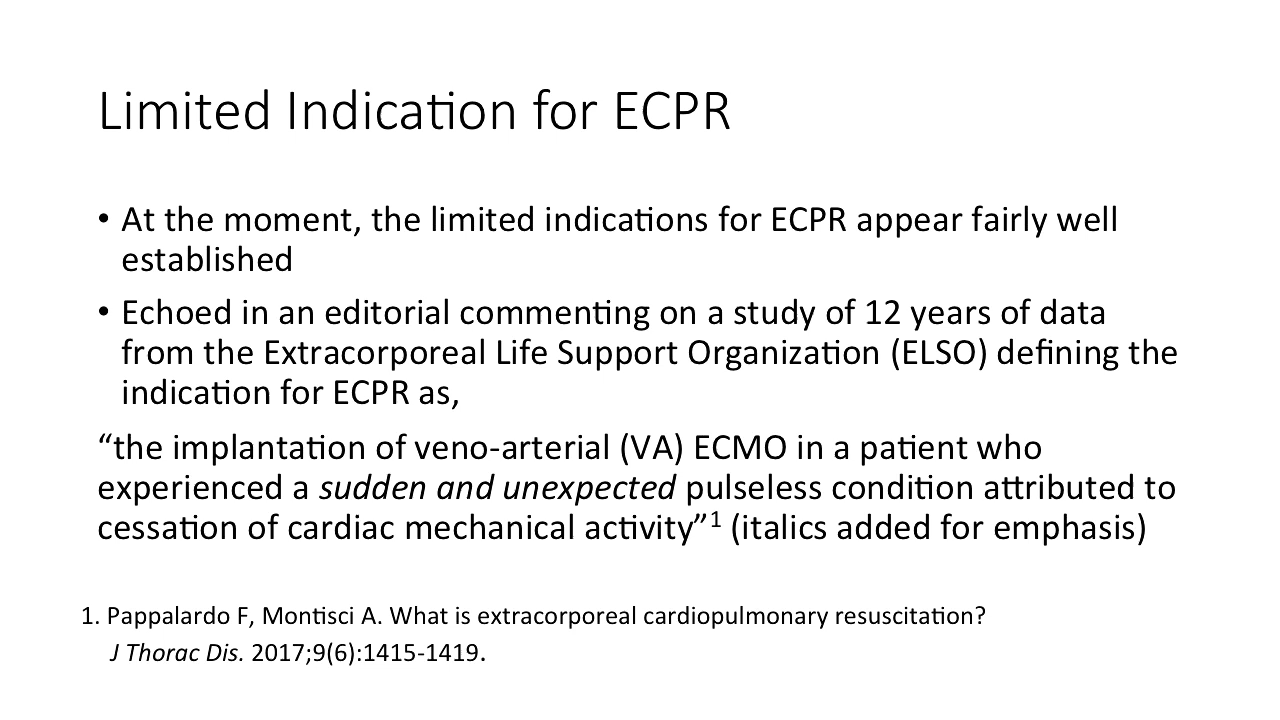 Limited Indication for ECPR
• At the moment, the limited indications for ECPR appear fairly well
established
• Echoed in an editorial commenting on a study of 12 years of data
from the Extracorporeal Life Support Organization (ELSO) defining the
indication for ECPR as,
“the implantation of veno-arterial (VA) ECMO in a patient who
experienced a sudden and unexpected pulseless condition attributed to
cessation of cardiac mechanical activity”1 (italics added for emphasis)
1. Pappalardo F, Montisci A. What is extracorporeal cardiopulmonary resuscitation?
J Thorac Dis. 2017;9(6):1415-1419.